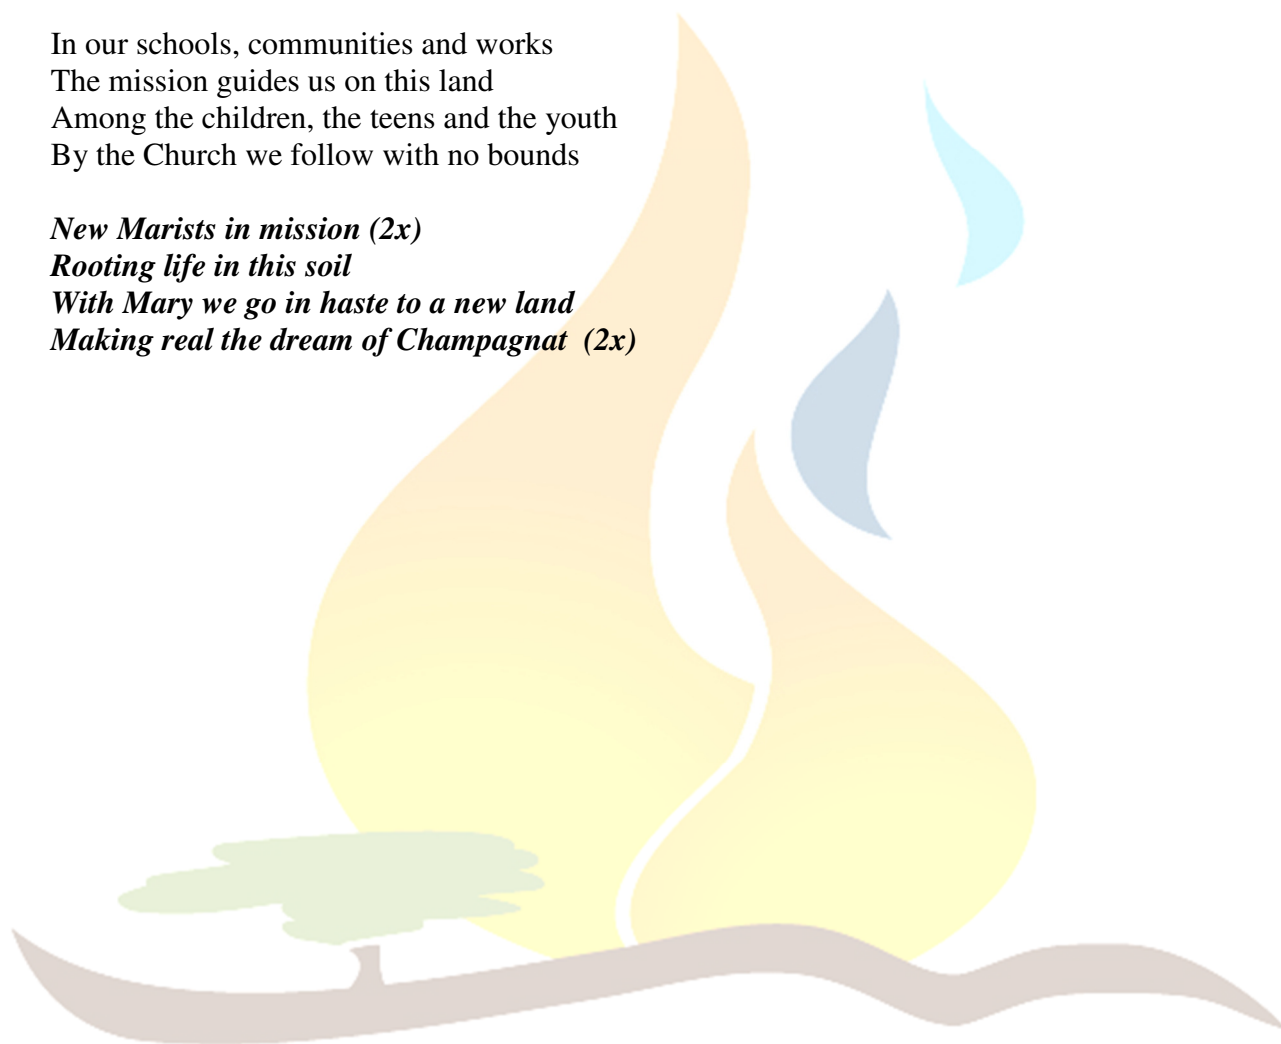 In our schools, communities and works
The mission guides us on this land
Among the children, the teens and the youth
By the Church we follow with no bounds
New Marists in mission (2x)
Rooting life in this soil
With Mary we go in haste to a new land
Making real the dream of Champagnat  (2x)